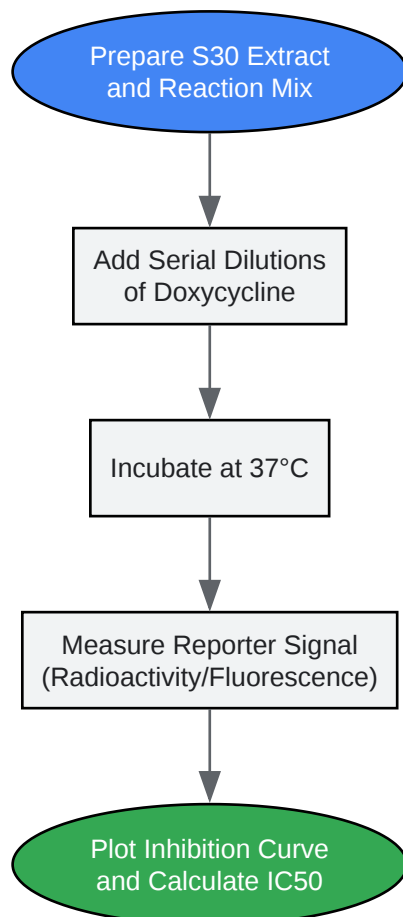 Prepare S30 Extract
and Reaction Mix
Add Serial Dilutions
of Doxycycline
Incubate at 37°C
Measure Reporter Signal
(Radioactivity/Fluorescence)
Plot Inhibition Curve
and Calculate IC50